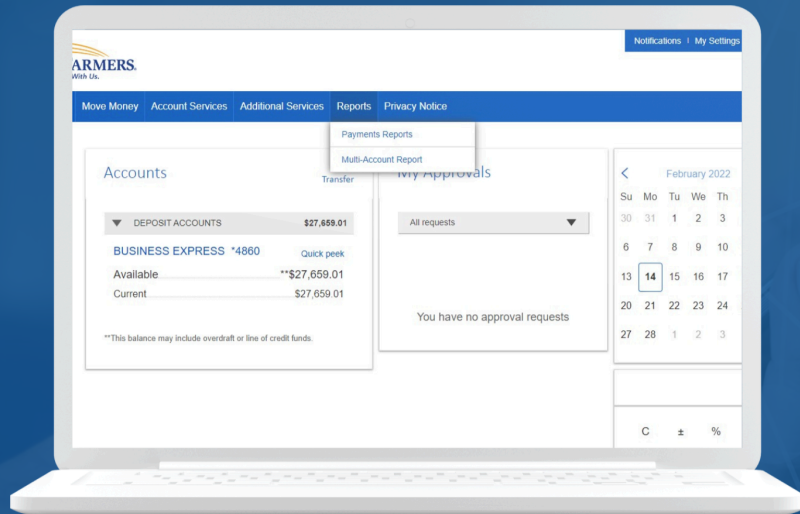 Notifications | My Settings
ARMERS.
With Us.
Move Money Account Services Additional Services Reports Privacy Notice
Payments Reports
Multi-Account Report
Accounts
Transfer
DEPOSIT ACCOUNTS $27,659.01
BUSINESS EXPRESS *4860 Quick peek
Available **$27,659.01
Current $27,659.01
**This balance may include overdraft or line of credit funds.
My Approvals
All requests
You have no approval requests
< February 2022
Su Mo Tu We Th
30 31 1 2 3
6 7 8 9 10
13 14 15 16 17
20 21 22 23 24
27 28 1 2 3
C ± %